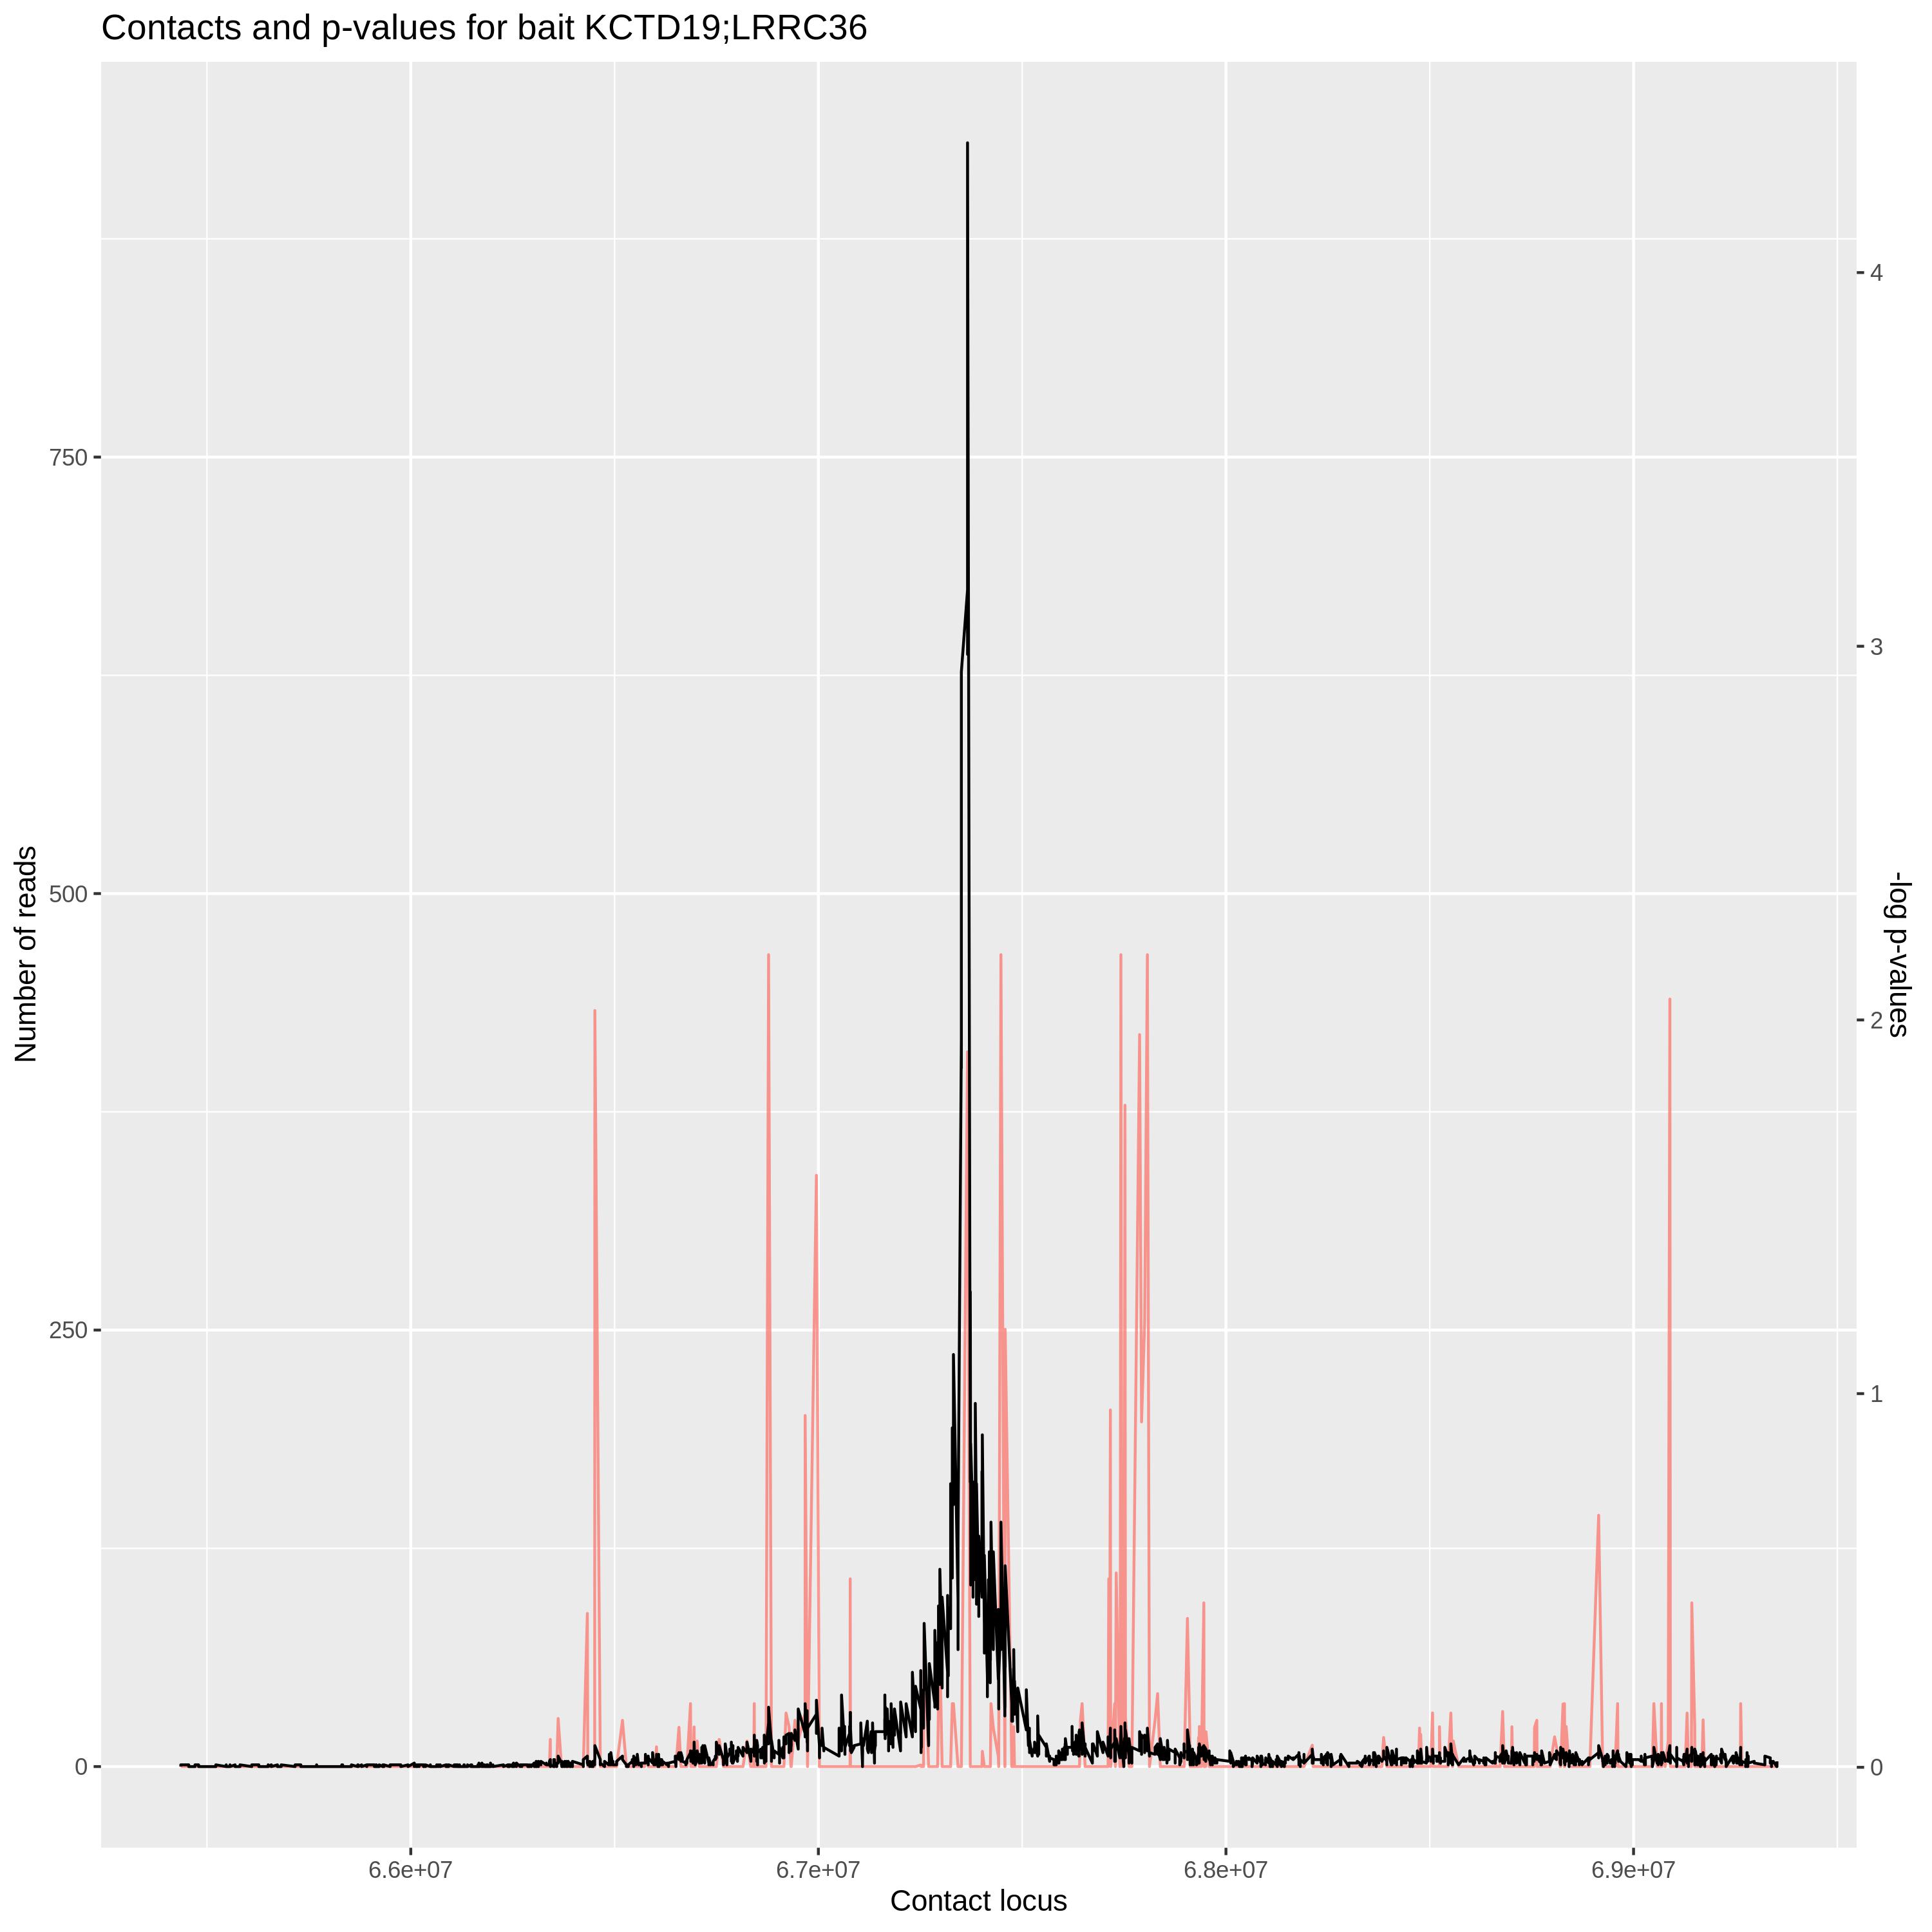 Contacts and p-values for bait KCTD19;LRRC36
Number of reads
750
500
250
0
4
3
2
1
0
-log p-values
6.6e+07
6.7e+07
6.8e+07
6.9e+07
Contact locus